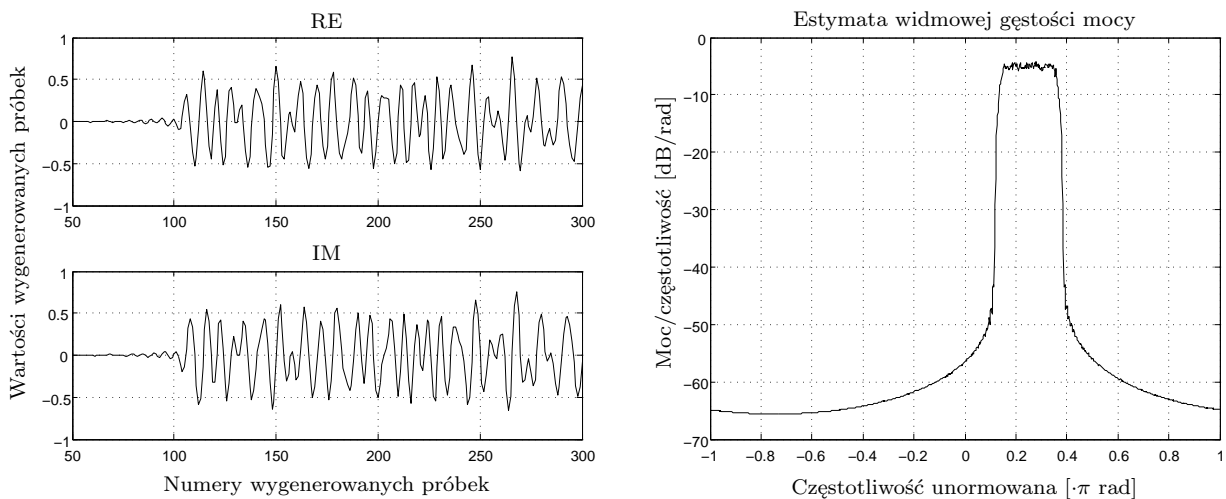 RE
1
0.5
0
−0.5
−1
50 100 150 200 250 300
IM
1
0.5
0
−0.5
−1
50 100 150 200 250 300
Wartości wygenerowanych próbek
Numery wygenerowanych próbek
Estymata widmowej gęstości mocy
0
−10
−20
−30
−40
−50
−60
−70
−1 −0.8 −0.6 −0.4 −0.2 0 0.2 0.4 0.6 0.8 1
Moc/częstotliwość [dB/rad]
Częstotliwość unormowana [·π rad]